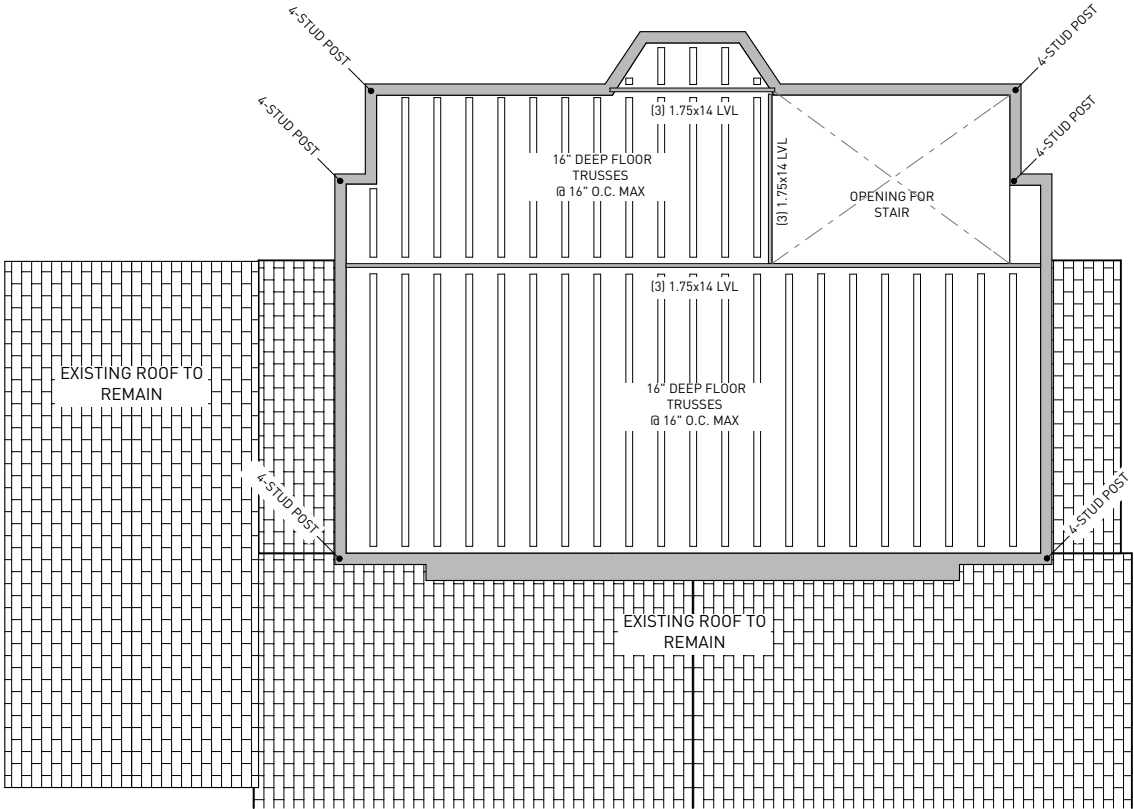 4-STUD POST
4-STUD POST
4-STUD POST
4-STUD POST
(3) 1.75x14 LVL
16" DEEP FLOOR
TRUSSES
@ 16" O.C. MAX
(3) 1.75x14 LVL
OPENING FOR
STAIR
(3) 1.75x14 LVL
EXISTING ROOF TO
REMAIN
16" DEEP FLOOR
TRUSSES
@ 16" O.C. MAX
4-STUD POST
4-STUD POST
EXISTING ROOF TO
REMAIN